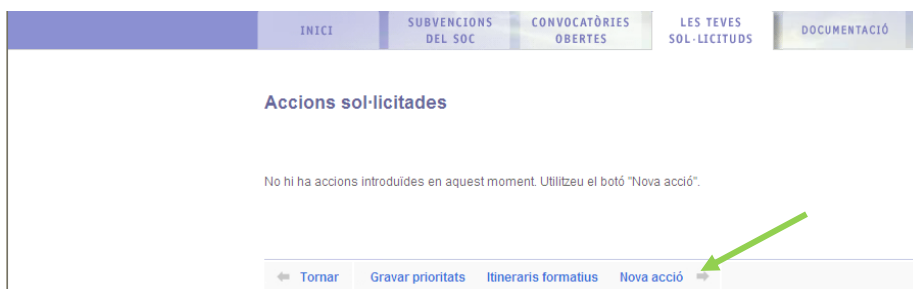 INICI
SUBVENCIONS
DEL SOC
CONVOCATÒRIES
OBERTES
LES TEVES
SOL·LICITUDS
DOCUMENTACIÓ
Accions sol·licitades
No hi ha accions introduïdes en aquest moment. Utilitzeu el botó "Nova acció".
Tornar Gravar prioritats Itineraris formatius Nova acció